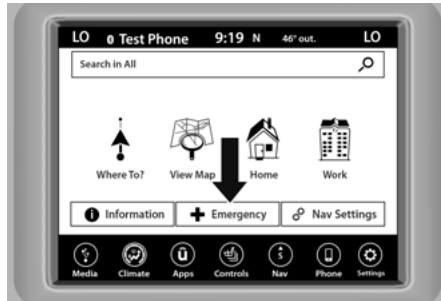 LO 0 Test Phone 9:19 N 46° out. LO
Search in All
Where To? View Map Home Work
i Information Emergency Nav Settings
ü
S
Media Climate Apps Controls Nav Phone Settings